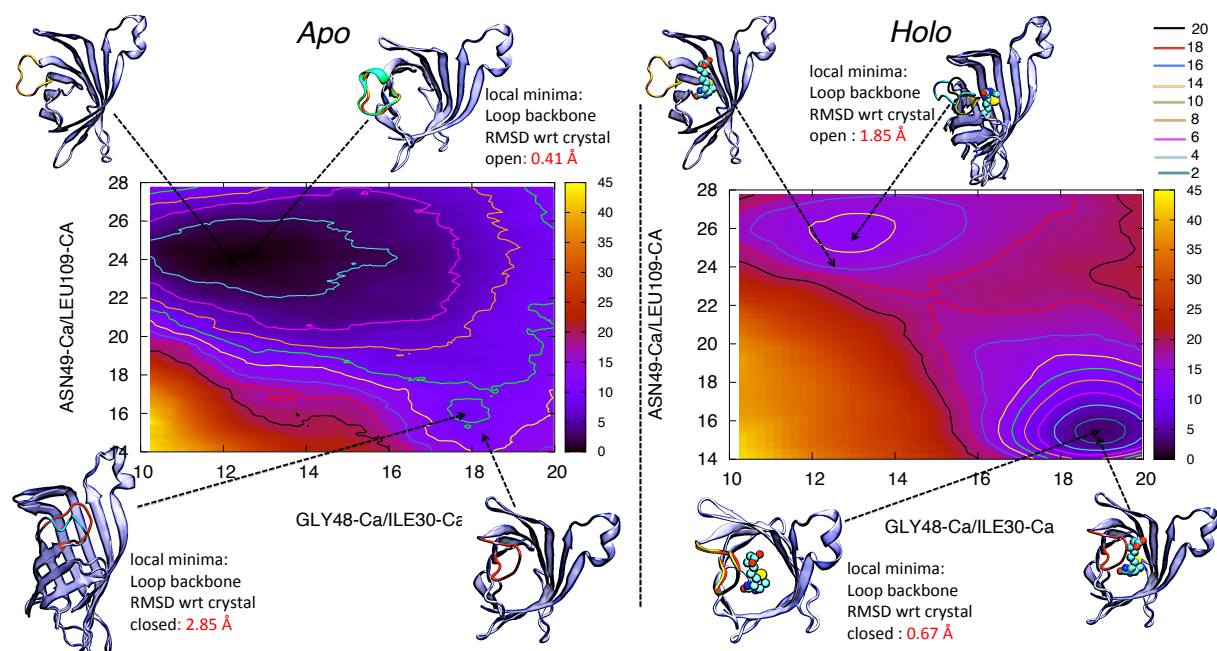 Apo
Holo
local minima:
Loop backbone
RMSD wrt crystal
open: 0.41 Å
local minima:
Loop backbone
RMSD wrt crystal
open : 1.85 Å
20
18
16
14
10
8
6
4
2
ASN49-Ca/LEU109-CA
28
26
24
22
20
18
16
14
10
12
14
16
18
20
45
40
35
30
25
20
15
10
5
0
GLY48-Ca/ILE30-Ca
ASN49-Ca/LEU109-CA
28
26
24
22
20
18
16
14
10
12
14
16
18
20
45
40
35
30
25
20
15
10
5
0
GLY48-Ca/ILE30-Ca
local minima:
Loop backbone
RMSD wrt crystal
closed: 2.85 Å
local minima:
Loop backbone
RMSD wrt crystal
closed : 0.67 Å